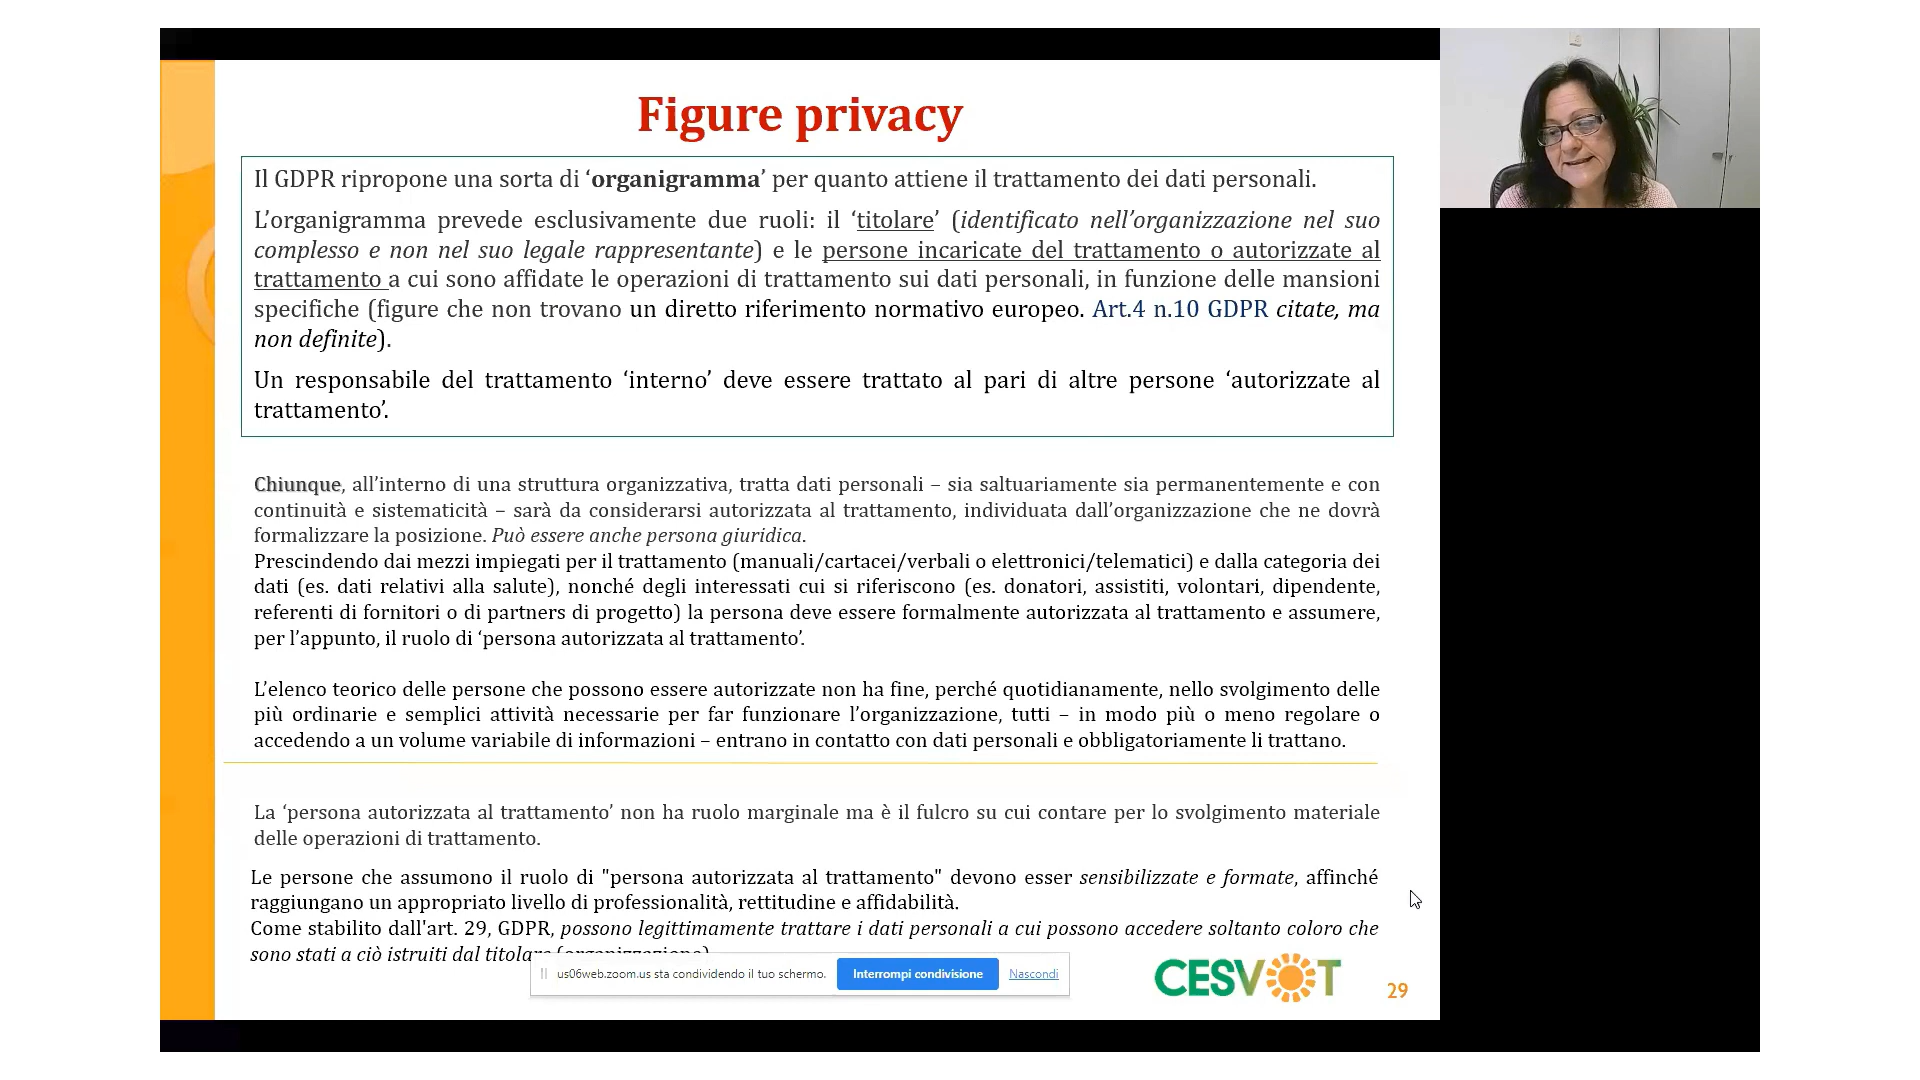 Figure privacy
Il GDPR ripropone una sorta di ‘organigramma’ per quanto attiene il trattamento dei dati personali.
L’organigramma prevede esclusivamente due ruoli: il ‘titolare’ (identificato nell’organizzazione nel suo
complesso e non nel suo legale rappresentante) e le persone incaricate del trattamento o autorizzate al
trattamento a cui sono affidate le operazioni di trattamento sui dati personali, in funzione delle mansioni
specifiche (figure che non trovano un diretto riferimento normativo europeo. Art.4 n.10 GDPR citate, ma
non definite).
Un responsabile del trattamento ‘interno’ deve essere trattato al pari di altre persone ‘autorizzate al
trattamento’.
Chiunque, all’interno di una struttura organizzativa, tratta dati personali – sia saltuariamente sia permanentemente e con
continuità e sistematicità – sarà da considerarsi autorizzata al trattamento, individuata dall’organizzazione che ne dovrà
formalizzare la posizione. Può essere anche persona giuridica.
Prescindendo dai mezzi impiegati per il trattamento (manuali/cartacei/verbali o elettronici/telematici) e dalla categoria dei
dati (es. dati relativi alla salute), nonché degli interessati cui si riferiscono (es. donatori, assistiti, volontari, dipendente,
referenti di fornitori o di partners di progetto) la persona deve essere formalmente autorizzata al trattamento e assumere,
per l’appunto, il ruolo di ‘persona autorizzata al trattamento’.
L’elenco teorico delle persone che possono essere autorizzate non ha fine, perché quotidianamente, nello svolgimento delle
più ordinarie e semplici attività necessarie per far funzionare l’organizzazione, tutti – in modo più o meno regolare o
accedendo a un volume variabile di informazioni – entrano in contatto con dati personali e obbligatoriamente li trattano.
La ‘persona autorizzata al trattamento’ non ha ruolo marginale ma è il fulcro su cui contare per lo svolgimento materiale
delle operazioni di trattamento.
Le persone che assumono il ruolo di "persona autorizzata al trattamento" devono esser sensibilizzate e formate, affinché
raggiungano un appropriato livello di professionalità, rettitudine e affidabilità.
Come stabilito dall'art. 29, GDPR, possono legittimamente trattare i dati personali a cui possono accedere soltanto coloro che
sono stati a ciò istruiti dal titolare (organizzazione)
us06web.zoom.us sta condividendo il tuo schermo. Interrompi condivisione Nascondi
CESVOT
29